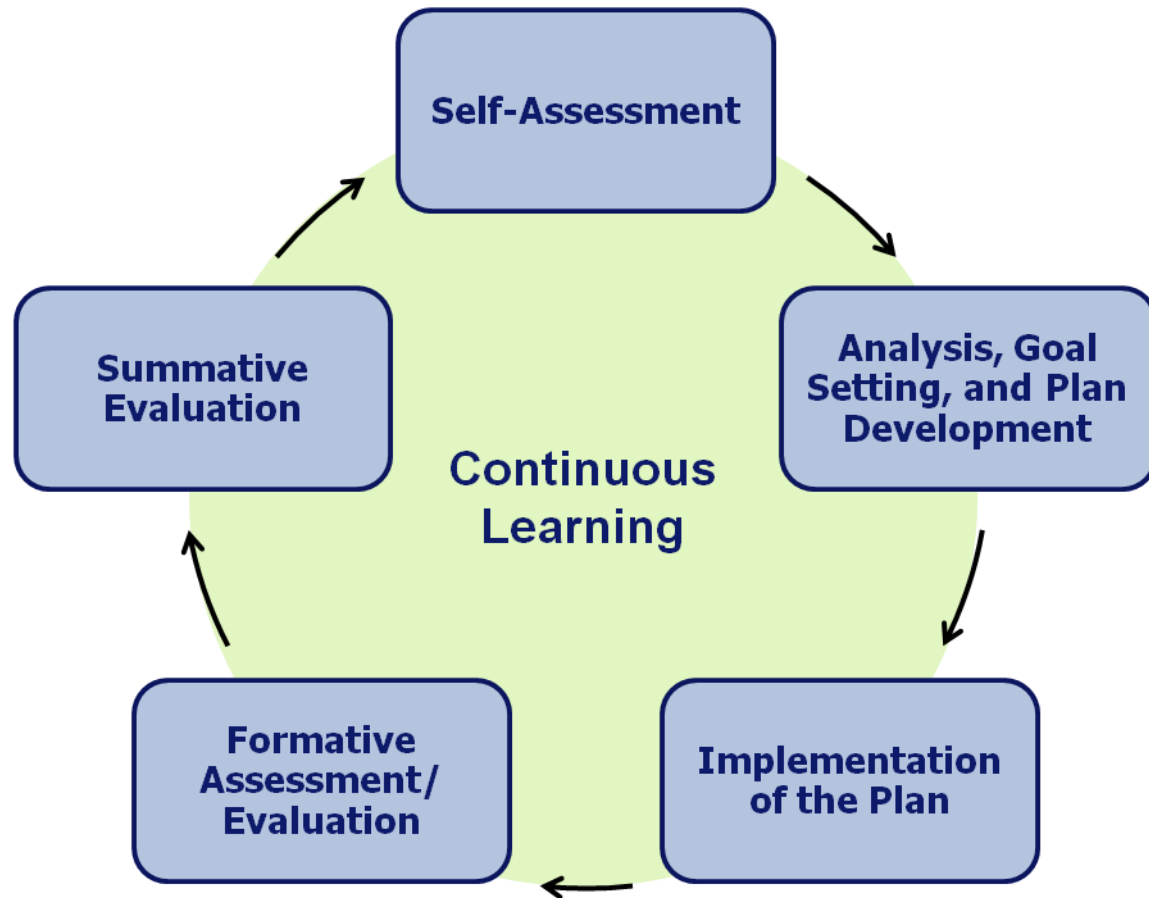 Self-Assessment
Analysis, Goal
Setting, and Plan
Development
Implementation
of the Plan
Formative
Assessment/
Evaluation
Summative
Evaluation
Continuous
Learning